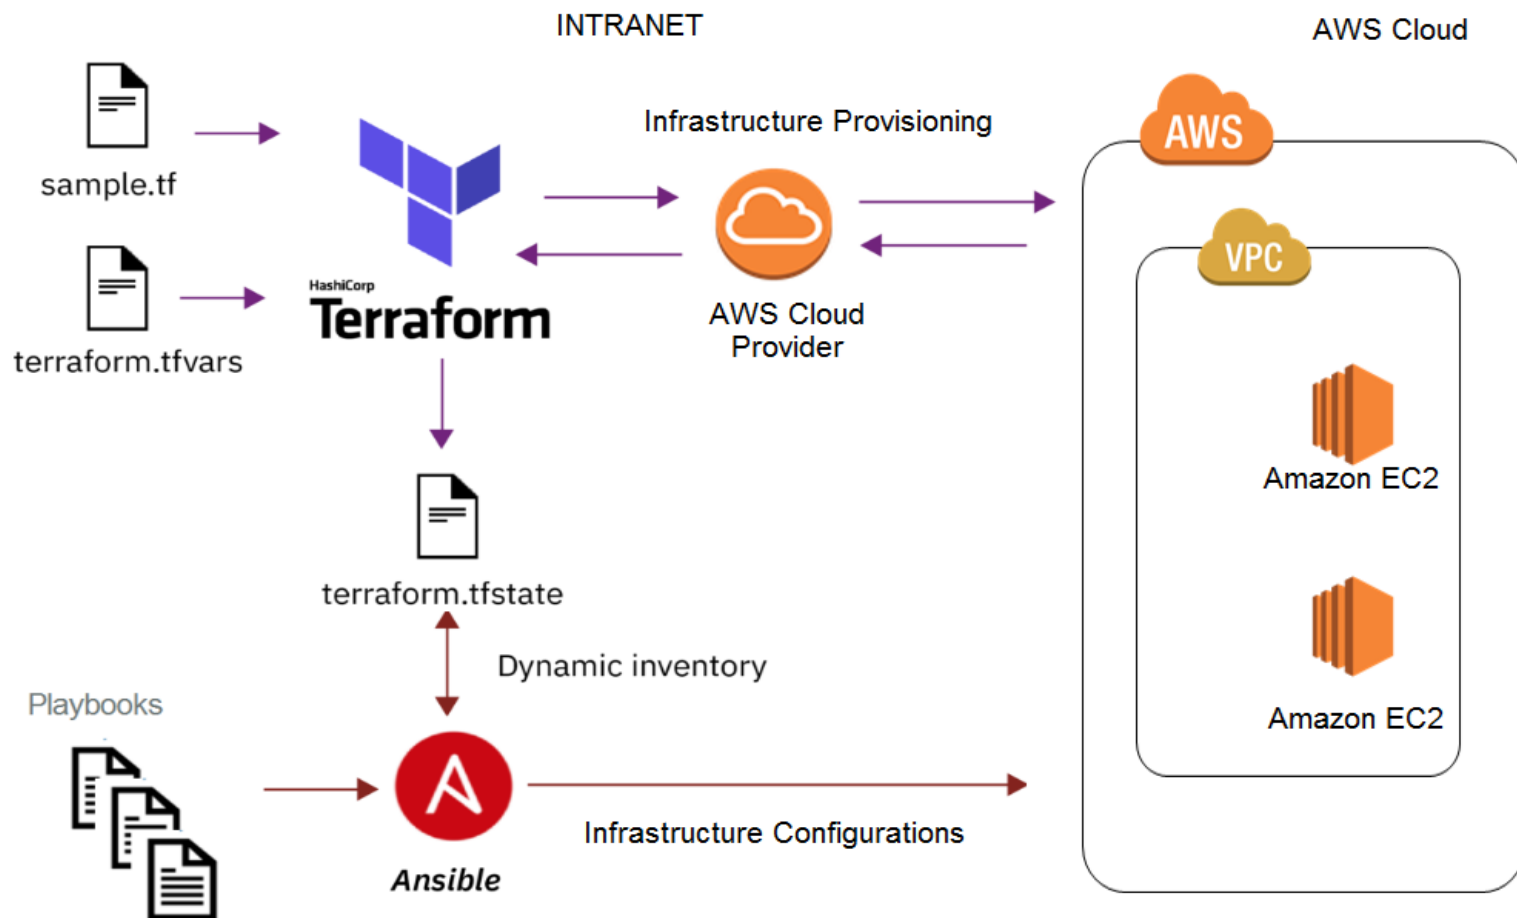 INTRANET
AWS Cloud
sample.tf
Infrastructure Provisioning
AWS
terraform.tfvars
HashiCorp
Terraform
AWS Cloud
Provider
VPC
Amazon EC2
terraform.tfstate
Dynamic inventory
Amazon EC2
Playbooks
Infrastructure Configurations
Ansible